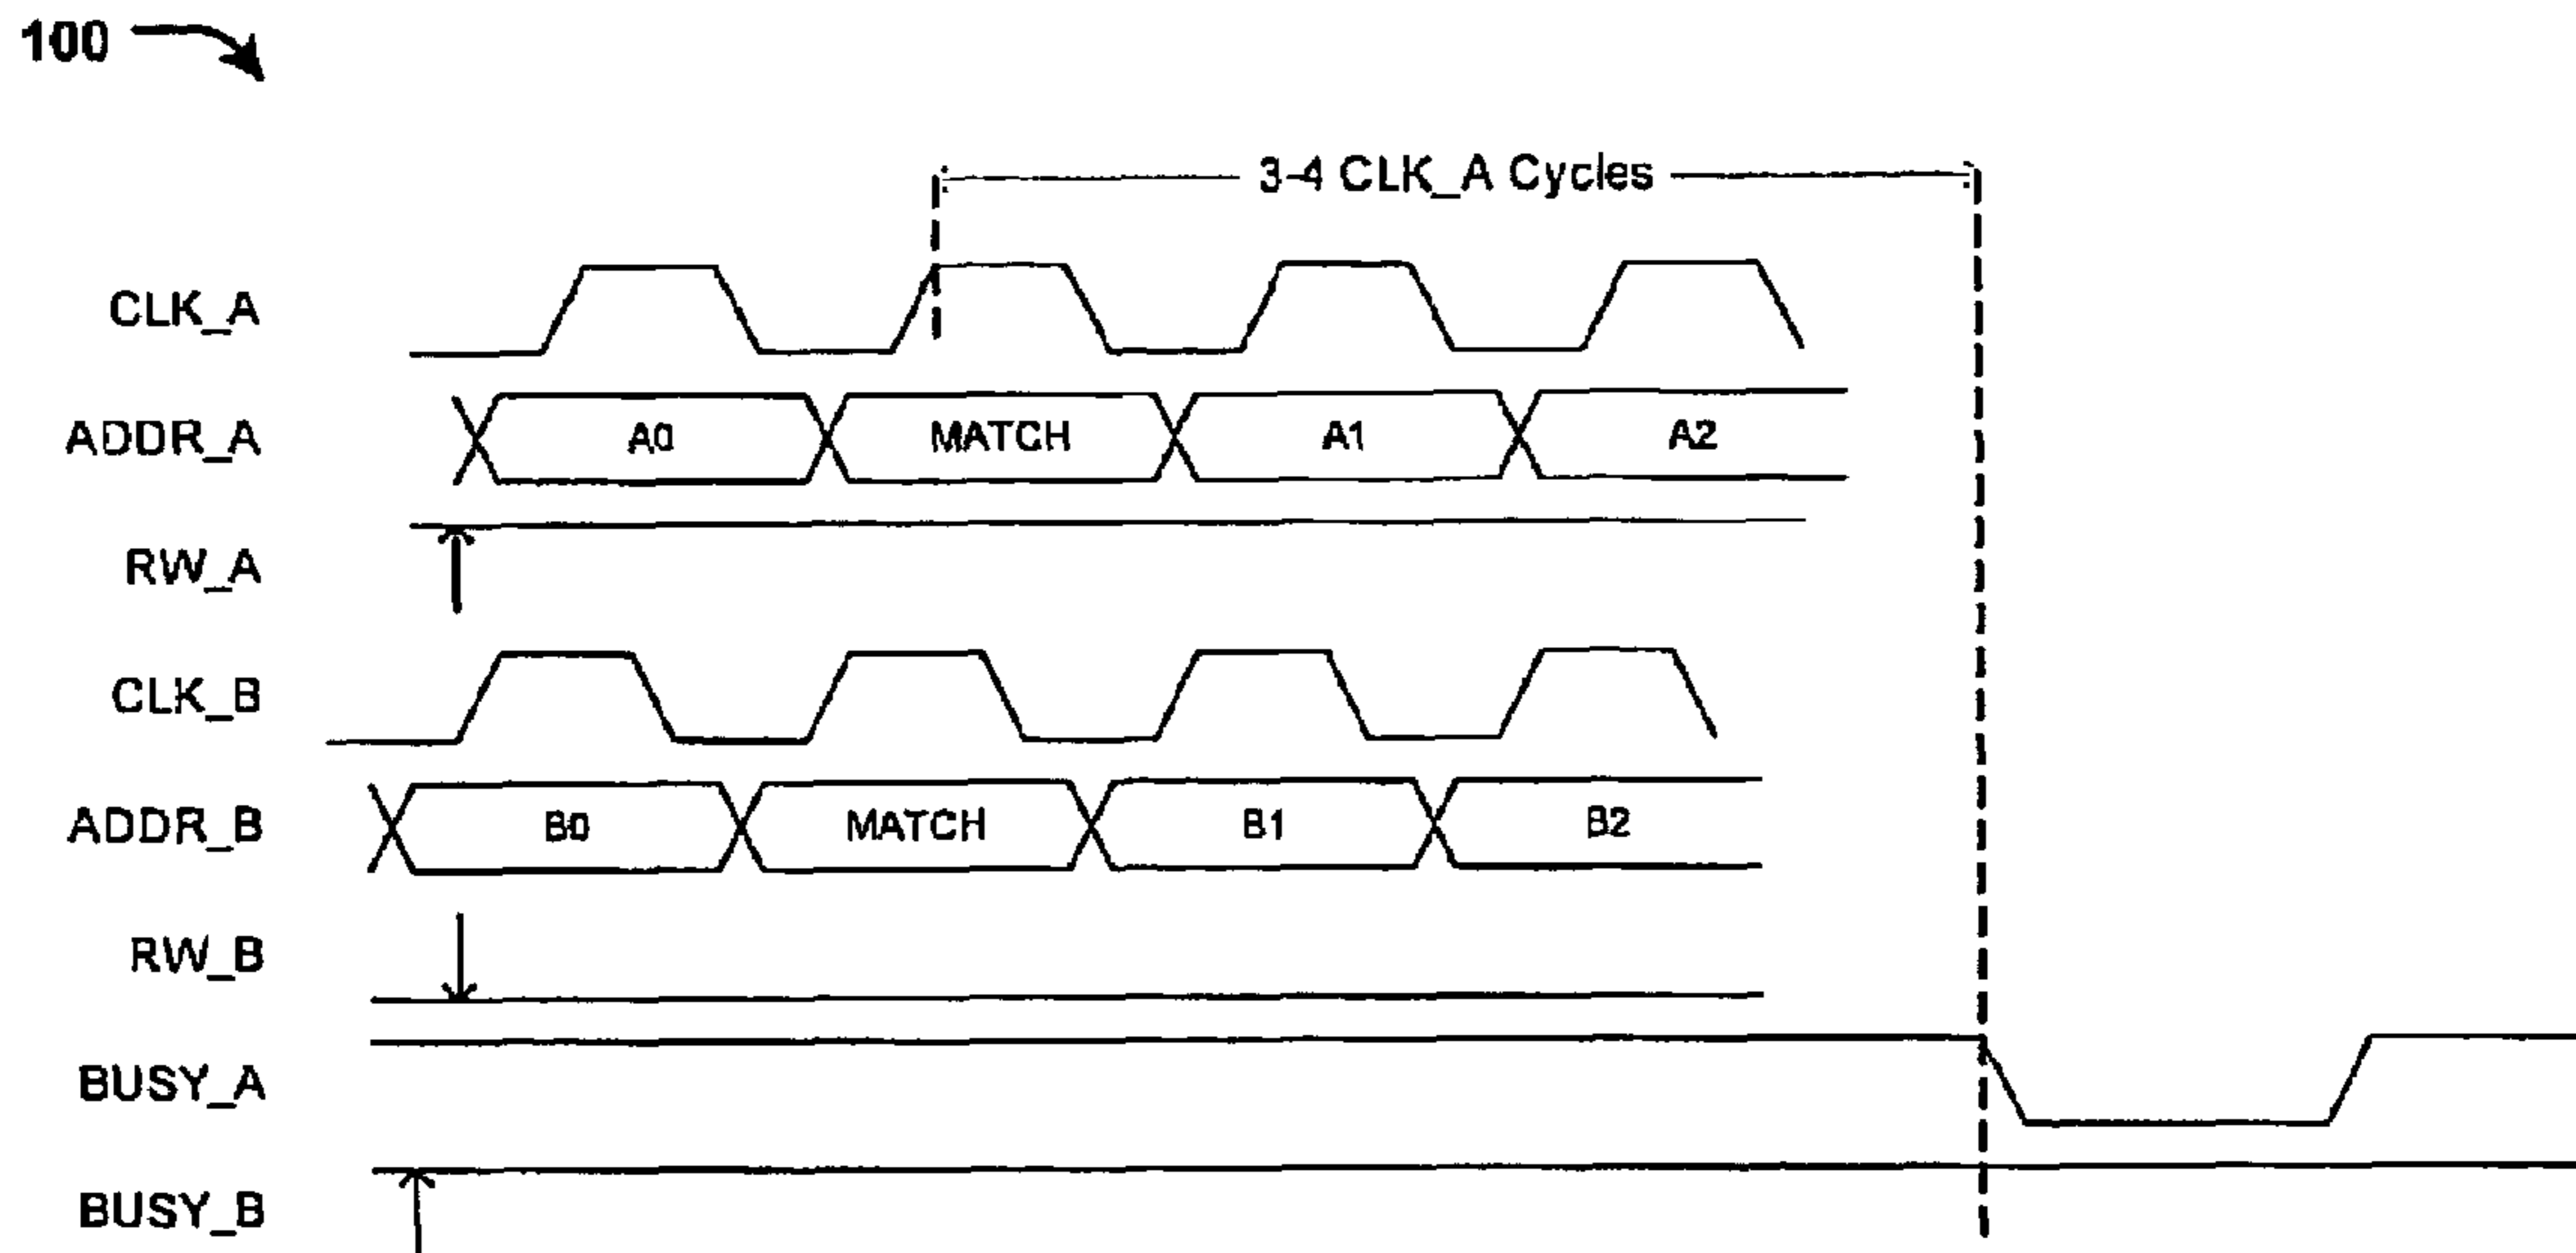 100
3-4 CLK_A Cycles
CLK_A
ADDR_A A0 MATCH A1 A2
RW_A
CLK_B
ADDR_B B0 MATCH B1 B2
RW_B
BUSY_A
BUSY_B